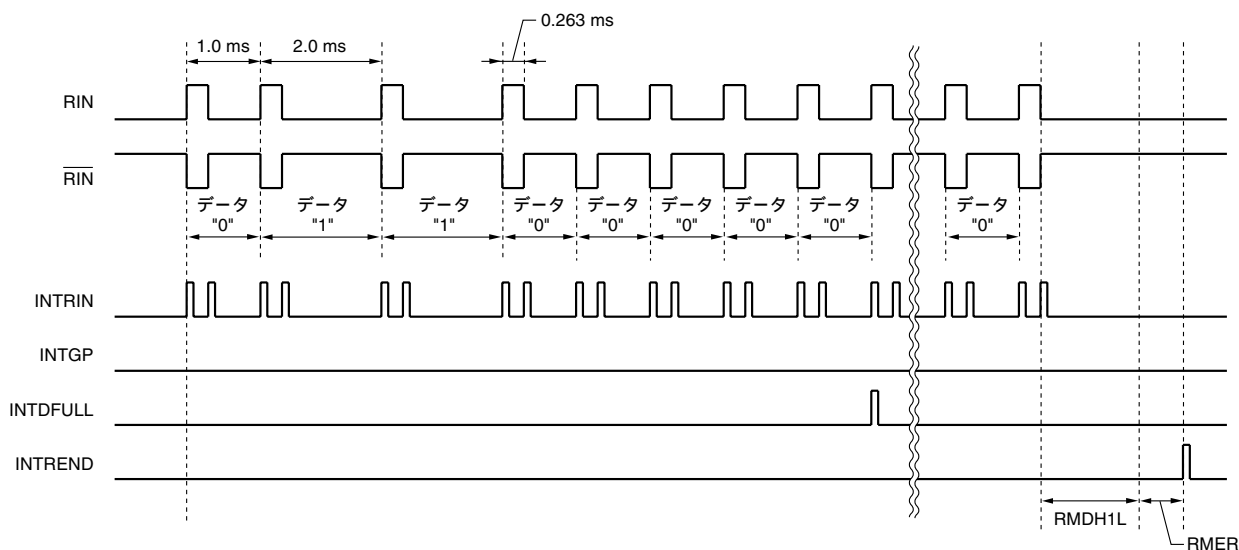 0.263 ms
1.0 ms
2.0 ms
RIN
RIN
データ
"0"
データ
"1"
データ
"1"
データ
"0"
データ
"0"
データ
"0"
データ
"0"
データ
"0"
データ
"0"
INTRIN
INTGP
INTDFULL
INTREND
RMDH1L
RMER